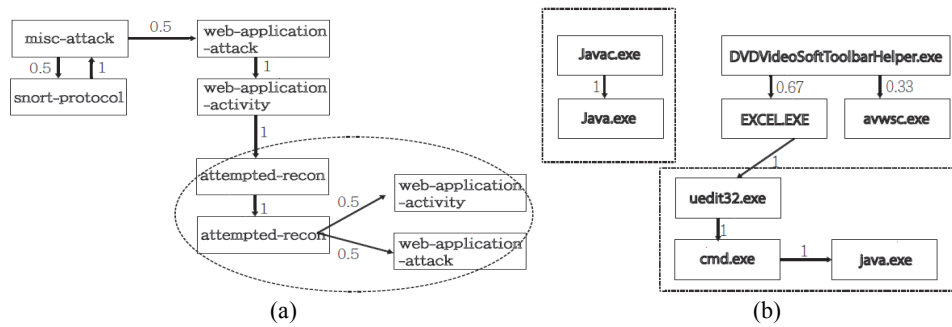 misc-attack
0.5
web-application
-attack
0.5
1
snort-protocol
1
web-application
-activity
1
attempted-recon
1
attempted-recon
0.5
web-application
-activity
0.5
web-application
-attack
(a)
Javac.exe
1
Java.exe
DVDVideoSoftToolbarHelper.exe
0.67
0.33
EXCEL.EXE
avwsc.exe
1
uedit32.exe
1
cmd.exe
1
java.exe
(b)